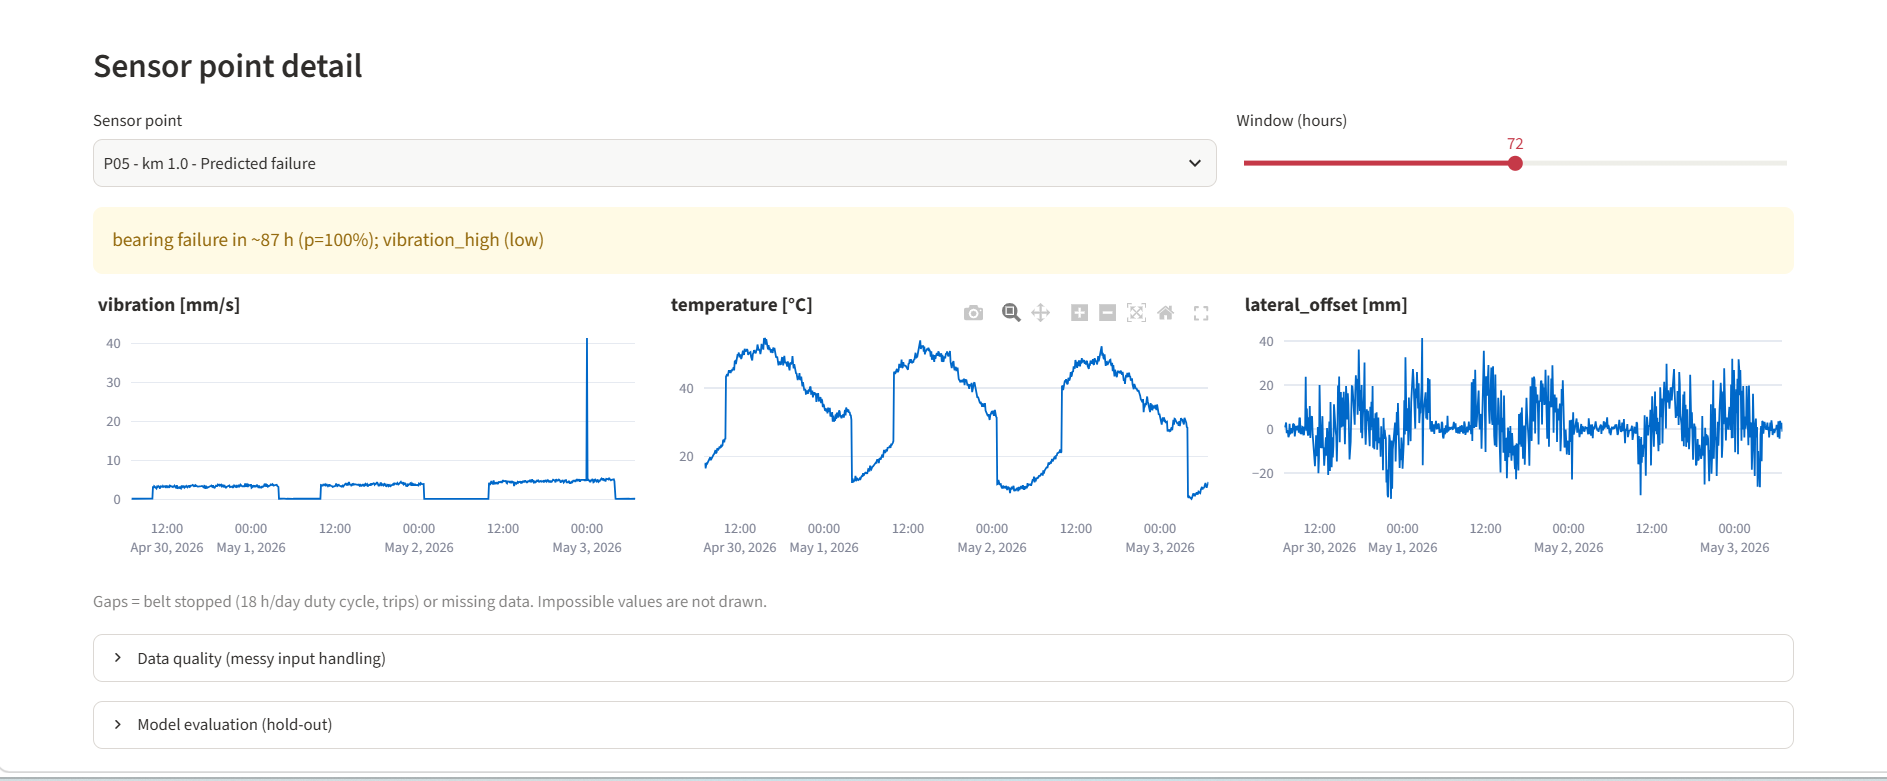 Sensor point detail
Sensor point
Window (hours)
72
P05 - km 1.0 - Predicted failure
bearing failure in ~87 h (p=100%); vibration_high (low)
vibration [mm/s]
40
30
20
10
0
12:00 00:00 12:00 00:00 12:00 00:00
Apr 30, 2026 May 1, 2026 May 2, 2026 May 3, 2026
temperature [°C]
40
20
12:00 00:00 12:00 00:00 12:00 00:00
Apr 30, 2026 May 1, 2026 May 2, 2026 May 3, 2026
lateral_offset [mm]
40
20
0
−20
12:00 00:00 12:00 00:00 12:00 00:00
Apr 30, 2026 May 1, 2026 May 2, 2026 May 3, 2026
Gaps = belt stopped (18 h/day duty cycle, trips) or missing data. Impossible values are not drawn.
Data quality (messy input handling)
Model evaluation (hold-out)